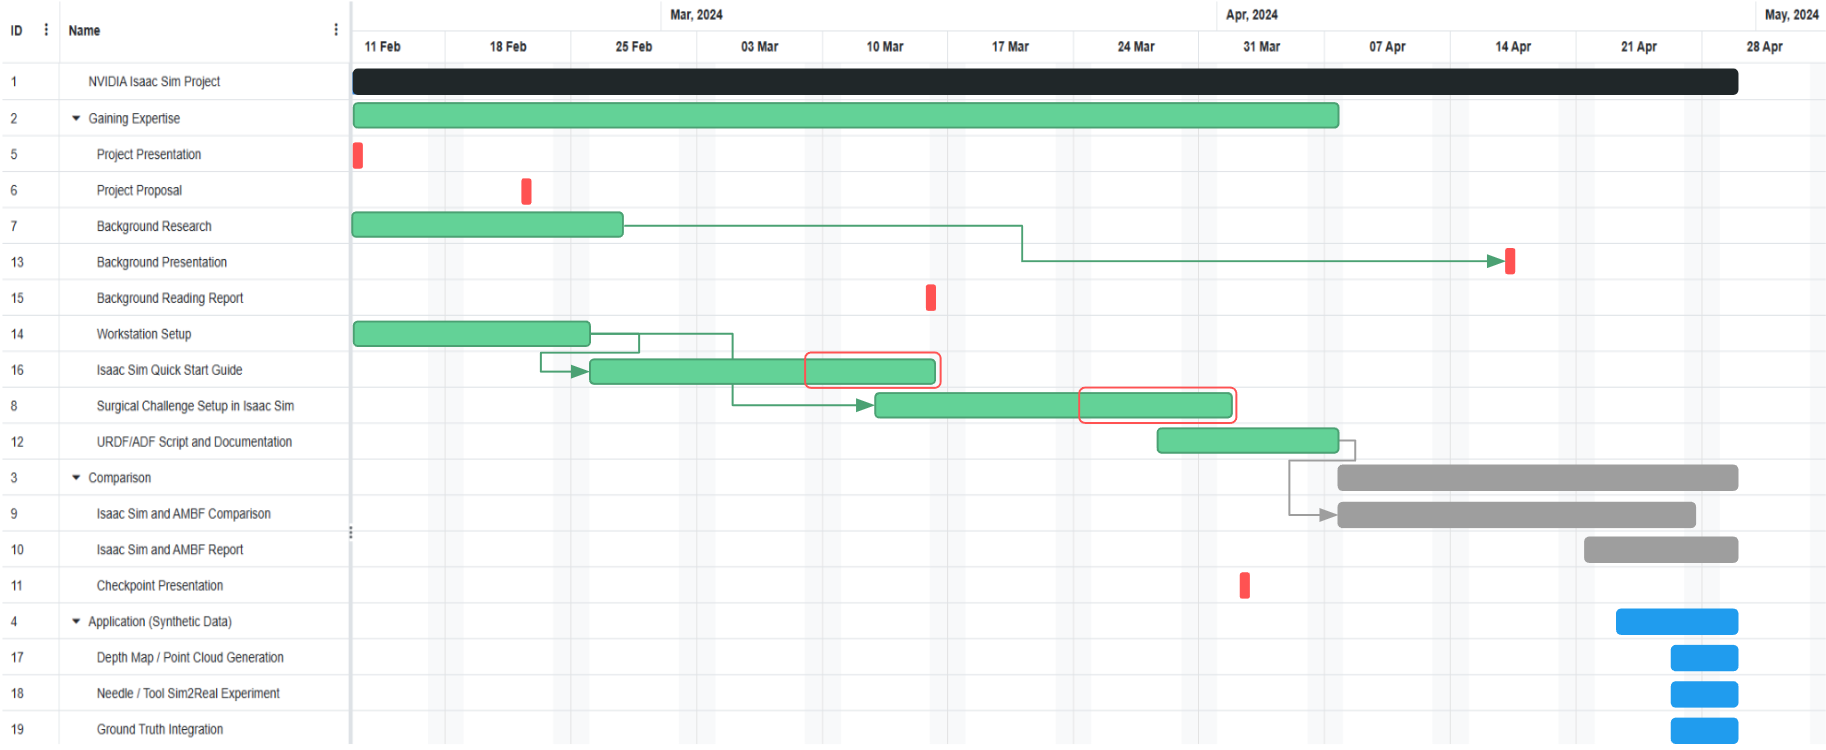 Mar, 2024 Apr, 2024 May, 2024
ID Name
11 Feb 18 Feb 25 Feb 03 Mar 10 Mar 17 Mar 24 Mar 31 Mar 07 Apr 14 Apr 21 Apr 28 Apr
1 NVIDIA Isaac Sim Project
2 Gaining Expertise
5 Project Presentation
6 Project Proposal
7 Background Research
13 Background Presentation
15 Background Reading Report
14 Workstation Setup
16 Isaac Sim Quick Start Guide
8 Surgical Challenge Setup in Isaac Sim
12 URDF/ADF Script and Documentation
3 Comparison
9 Isaac Sim and AMBF Comparison
10 Isaac Sim and AMBF Report
11 Checkpoint Presentation
4 Application (Synthetic Data)
17 Depth Map / Point Cloud Generation
18 Needle / Tool Sim2Real Experiment
19 Ground Truth Integration